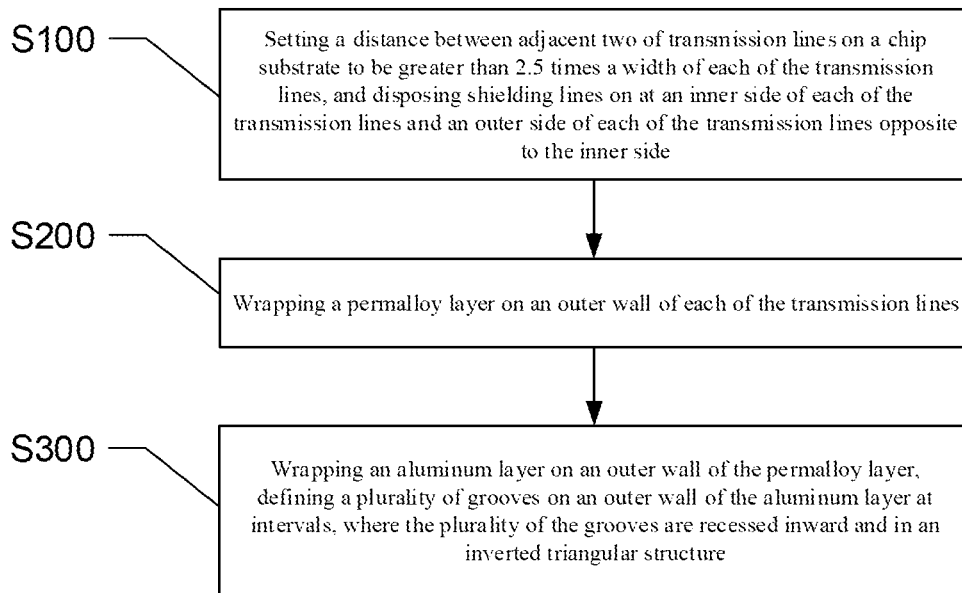 S100
Setting a distance between adjacent two of transmission lines on a chip
substrate to be greater than 2.5 times a width of each of the transmission
lines, and disposing shielding lines on at an inner side of each of the
transmission lines and an outer side of each of the transmission lines opposite
to the inner side
S200
Wrapping a permalloy layer on an outer wall of each of the transmission lines
S300
Wrapping an aluminum layer on an outer wall of the permalloy layer,
defining a plurality of grooves on an outer wall of the aluminum layer at
intervals, where the plurality of the grooves are recessed inward and in an
inverted triangular structure